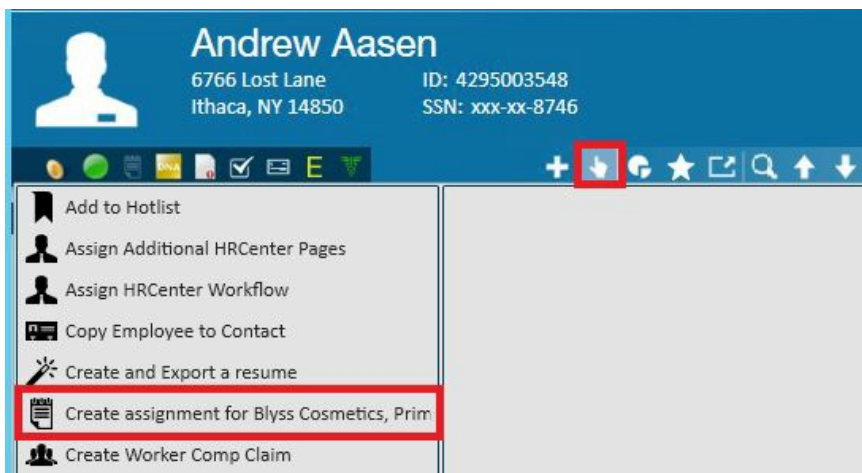 Andrew Aasen
6766 Lost Lane ID: 4295003548
Ithaca, NY 14850 SSN: xxx-xx-8746
DNA E
Add to Hotlist
Assign Additional HRCenter Pages
Assign HRCenter Workflow
Copy Employee to Contact
Create and Export a resume
Create assignment for Blyss Cosmetics, Prim
Create Worker Comp Claim